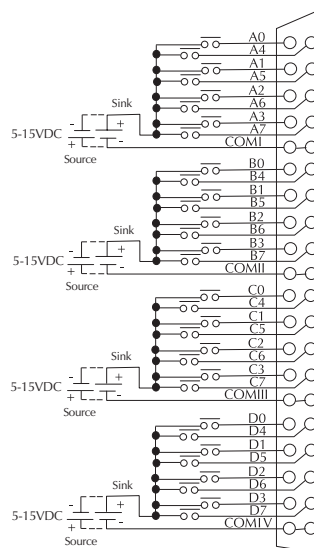 A0
A4
A1
A5
A2
A6
Sink
A3
- +
A7
5-15VDC
COMI
+ -
Source
B0
B4
B1
B5
B2
B6
Sink
B3
- +
B7
5-15VDC
COMII
+ -
Source
C0
C4
C1
C5
C2
C6
Sink
C3
- +
C7
5-15VDC
COMIII
+ -
Source
D0
D4
D1
D5
D2
D6
Sink
D3
- +
D7
5-15VDC
COMIV
+ -
Source